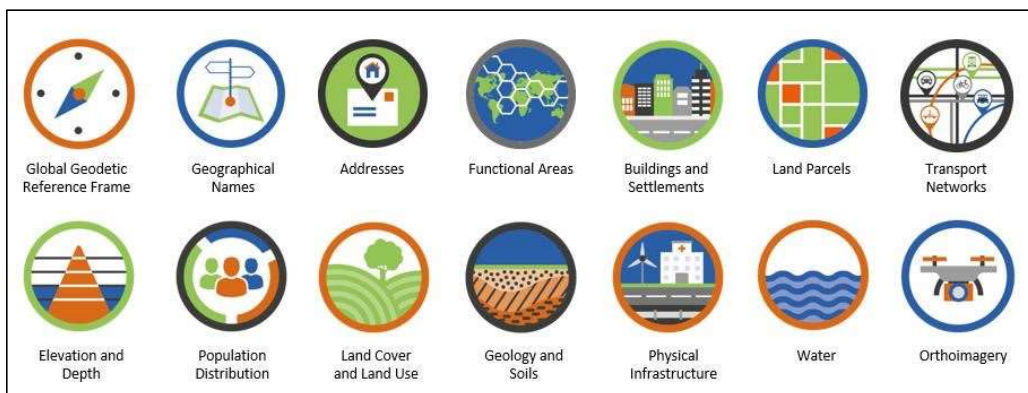 Global Geodetic
Reference Frame
Geographical
Names
Addresses
Functional Areas
Buildings and
Settlements
Land Parcels
Transport
Networks
Elevation and
Depth
Population
Distribution
Land Cover
and Land Use
Geology and
Soils
Physical
Infrastructure
Water
Orthoimagery